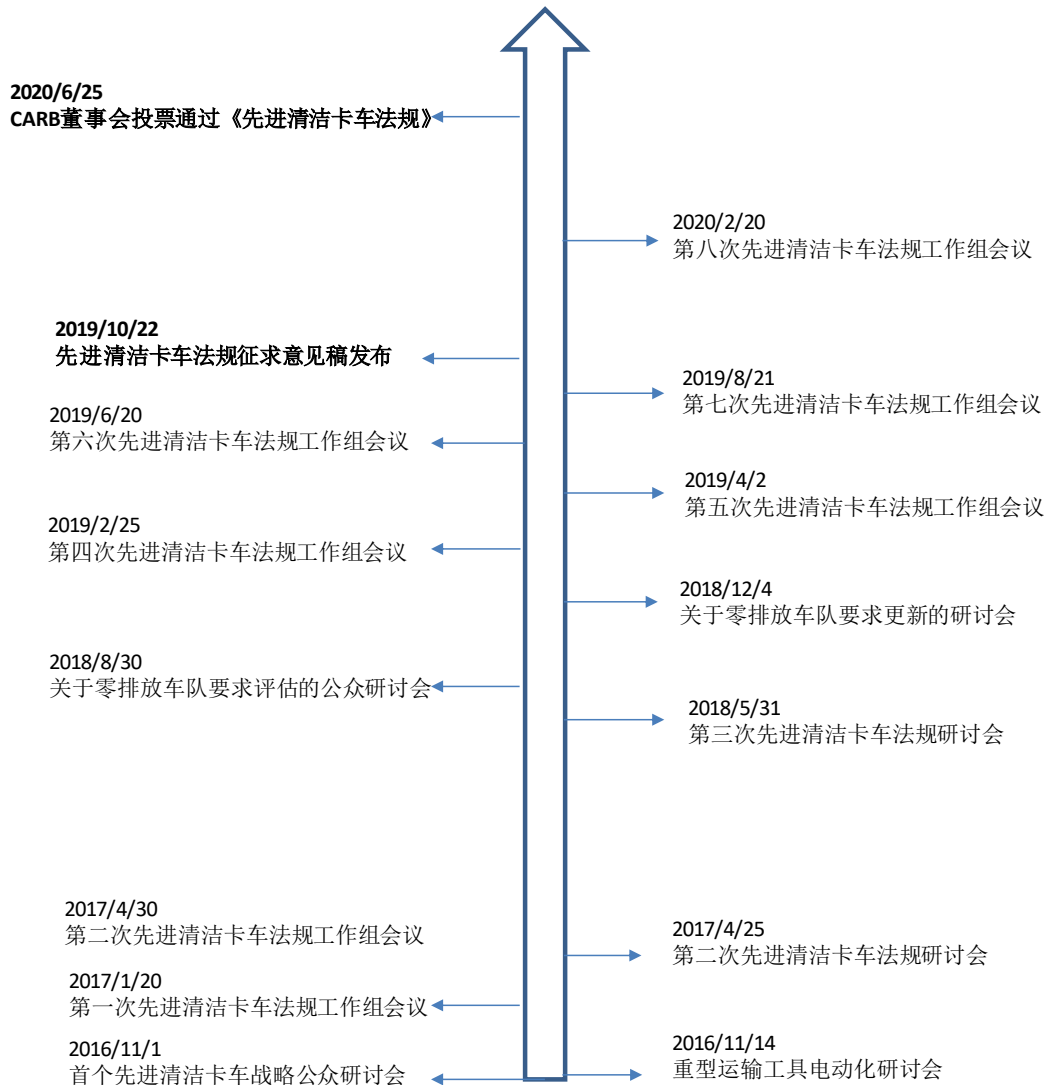 2020/6/25
CARB董事会投票通过《先进清洁卡车法规》
2020/2/20
第八次先进清洁卡车法规工作组会议
2019/10/22
先进清洁卡车法规征求意见稿发布
2019/8/21
第七次先进清洁卡车法规工作组会议
2019/6/20
第六次先进清洁卡车法规工作组会议
2019/4/2
第五次先进清洁卡车法规工作组会议
2019/2/25
第四次先进清洁卡车法规工作组会议
2018/12/4
关于零排放车队要求更新的研讨会
2018/8/30
关于零排放车队要求评估的公众研讨会
2018/5/31
第三次先进清洁卡车法规研讨会
2017/4/30
第二次先进清洁卡车法规工作组会议
2017/4/25
第二次先进清洁卡车法规研讨会
2017/1/20
第一次先进清洁卡车法规工作组会议
2016/11/14
重型运输工具电动化研讨会
2016/11/1
首个先进清洁卡车战略公众研讨会